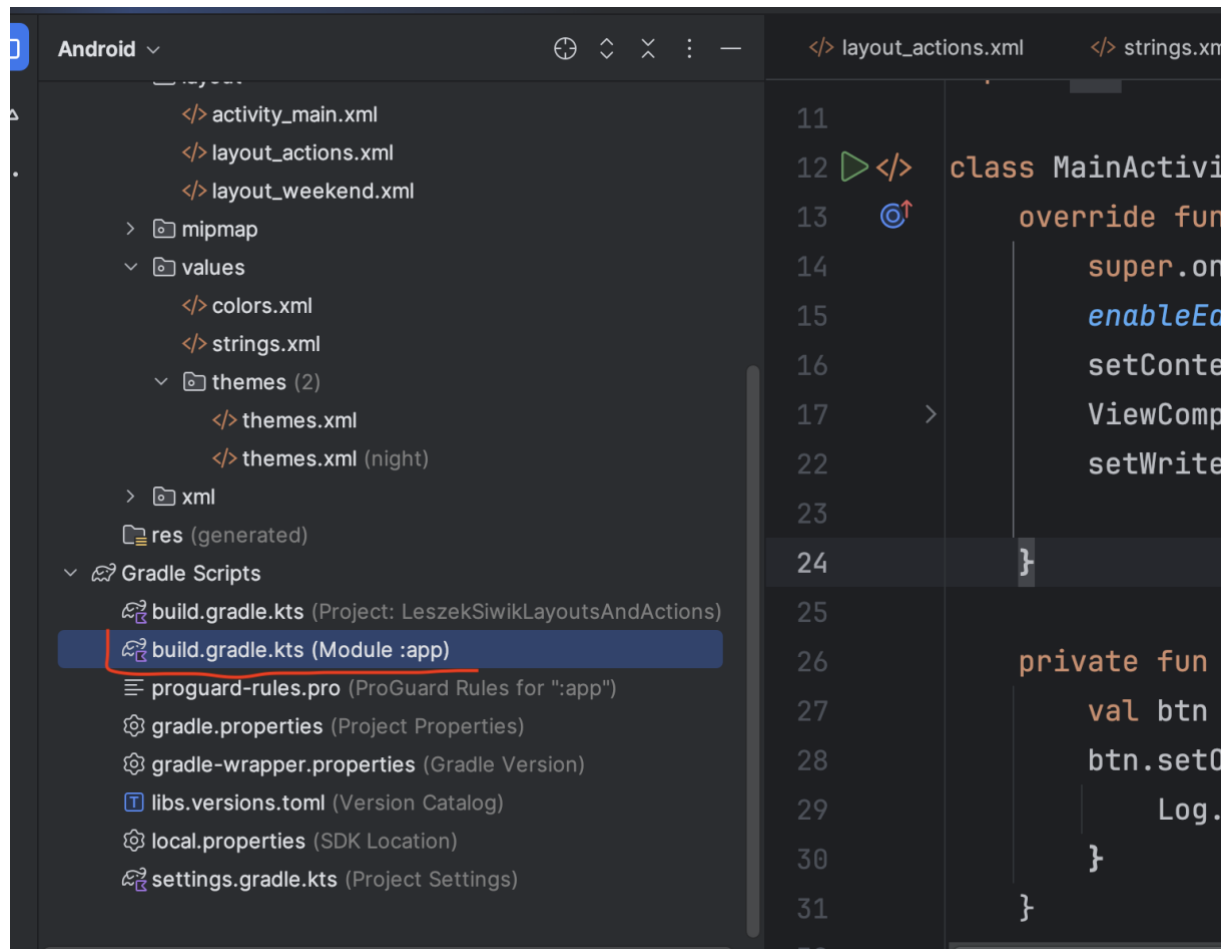 Android
activity_main.xml
layout_actions.xml
layout_weekend.xml
mipmap
values
colors.xml
strings.xml
themes (2)
themes.xml
themes.xml (night)
xml
res (generated)
Gradle Scripts
build.gradle.kts (Project: LeszekSiwikLayoutsAndActions)
build.gradle.kts (Module :app)
proguard-rules.pro (ProGuard Rules for ":app")
gradle.properties (Project Properties)
gradle-wrapper.properties (Gradle Version)
libs.versions.toml (Version Catalog)
local.properties (SDK Location)
settings.gradle.kts (Project Settings)
layout_actions.xml strings.xm
11
12 class MainActivi
13 override fun
14 super.on
15 enableEd
16 setConte
17 ViewComp
22 setWrite
23
24 }
25
26 private fun
27 val btn
28 btn.setO
29 Log.
30 }
31 }